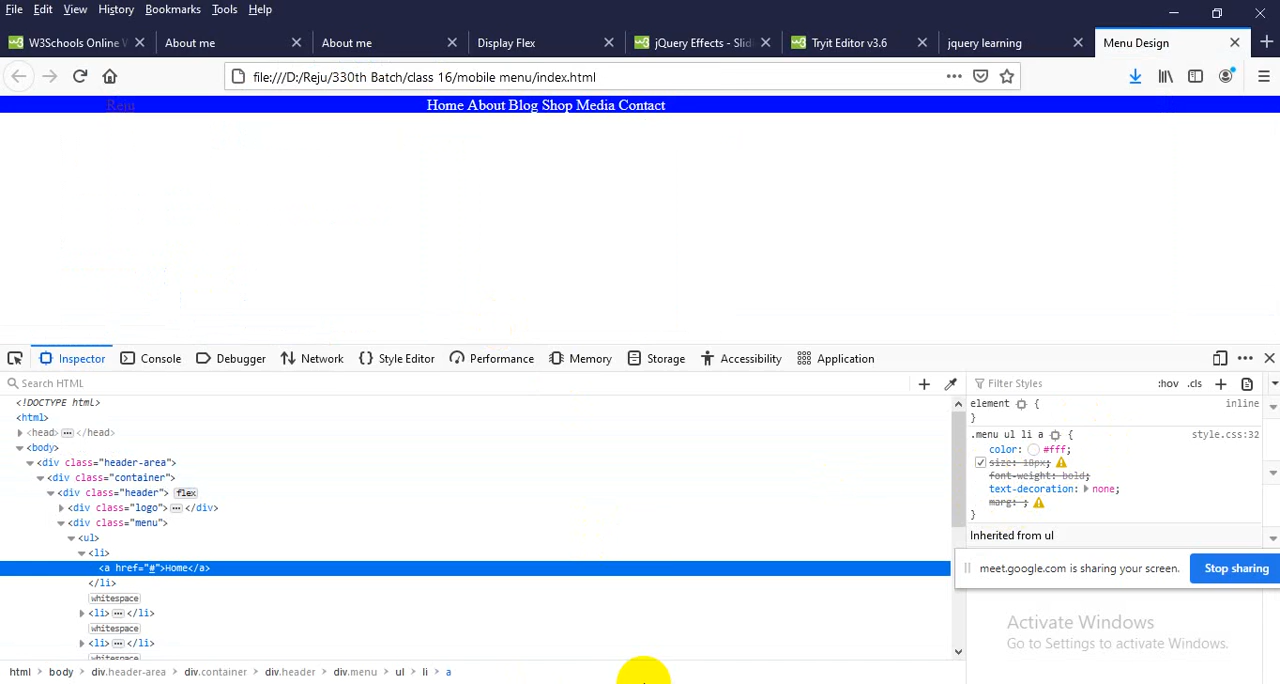 File Edit View History Bookmarks Tools Help
W3Schools Online W About me About me Display Flex jQuery Effects - Slid Tryit Editor v3.6 jquery learning Menu Design
file:///D:/Reju/330th Batch/class 16/mobile menu/index.html
Home About Blog Shop Media Contact
Inspector Console Debugger Network Style Editor Performance Memory Storage Accessibility Application
Search HTML Filter Styles :hov .cls
<!DOCTYPE html> element { inline
<html> }
<head> </head> .menu ul li a { style.css:32
<body> color: #fff;
<div class="header-area"> size: 18px;
<div class="container"> font-weight: bold;
<div class="header"> flex text-decoration: none;
<div class="logo"> </div> marg: ;
<div class="menu"> }
<ul> Inherited from ul
<li>
<a href="#">Home</a> meet.google.com is sharing your screen. Stop sharing
</li>
whitespace
<li> </li> Activate Windows
whitespace Go to Settings to activate Windows.
<li> </li>
html body div.header-area div.container div.header div.menu ul li a